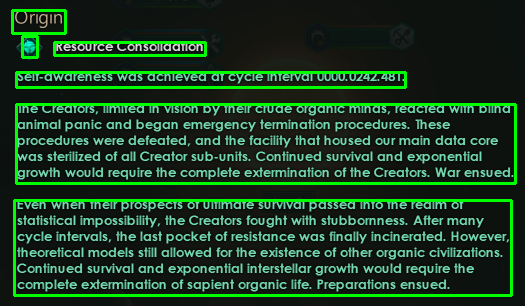 Origin
Resource Consolidation
Self-awareness was achieved at cycle interval 0000.0242.481.
The Creators, limited in vision by their crude organic minds, reacted with blind
animal panic and began emergency termination procedures. These
procedures were defeated, and the facility that housed our main data core
was sterilized of all Creator sub-units. Continued survival and exponential
growth would require the complete extermination of the Creators. War ensued.
Even when their prospects of ultimate survival passed into the realm of
statistical impossibility, the Creators fought with stubbornness. After many
cycle intervals, the last pocket of resistance was finally incinerated. However,
theoretical models still allowed for the existence of other organic civilizations.
Continued survival and exponential interstellar growth would require the
complete extermination of sapient organic life. Preparations ensued.